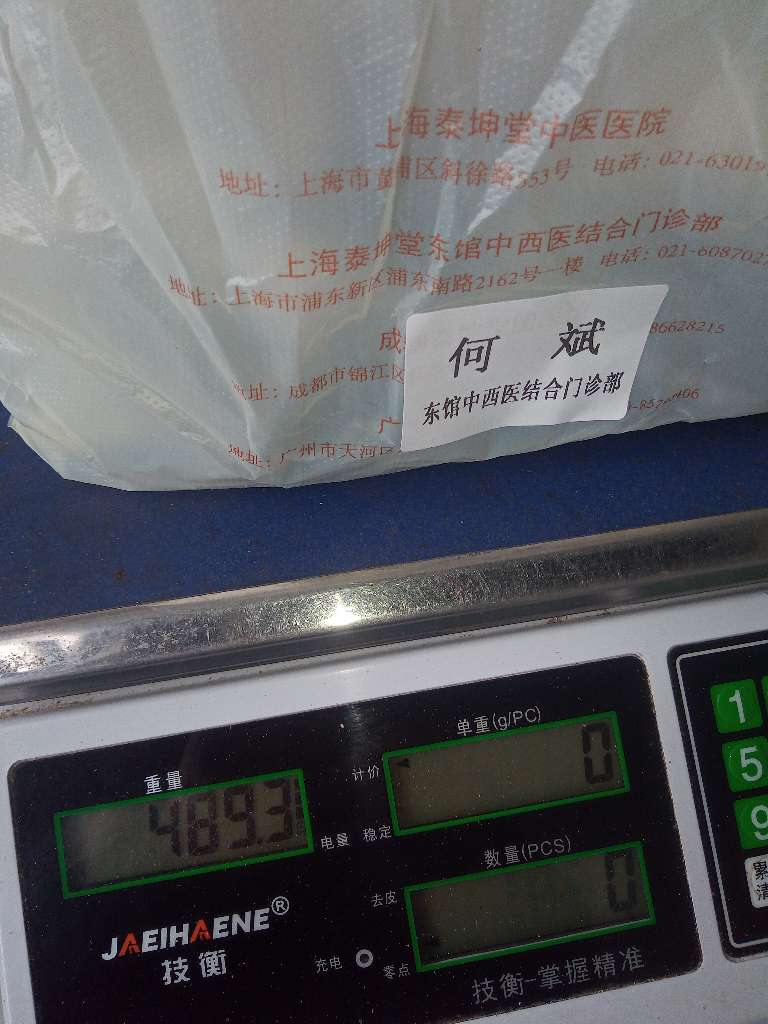 上海泰坤堂中医医院
地址：上海市黄浦区斜徐路553号 电话：021-6301
上海泰坤堂东馆中西医结合门诊部
地址：上海市浦东新区浦东南路2162号一楼 电话：021-608702
成
86628215
地址：成都市锦江区
何 斌
东馆中西医结合门诊部
广
地址：广州市天河区
单重(g/PC)
重量
计价
0
489.3
电量 稳定
数量(PCS)
去皮
0
JAEIHAENE®
技衡
充电
零点
技衡-掌握精准
1
5
9
累
清